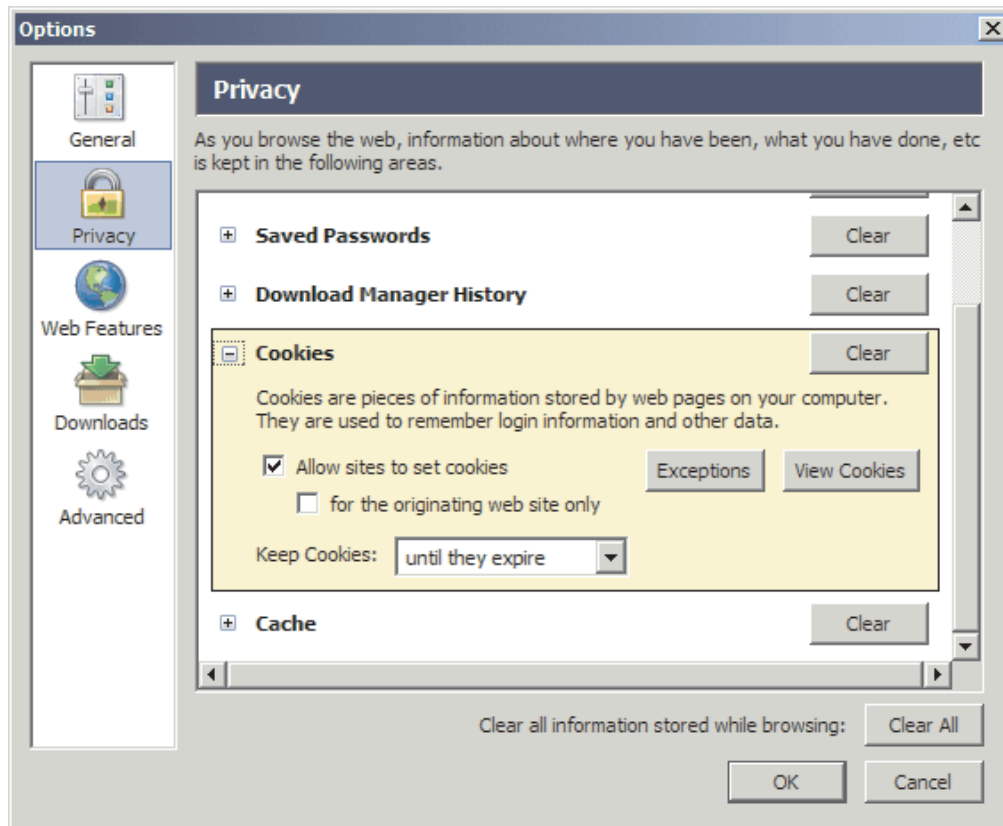 Options
General
Privacy
Web Features
Downloads
Advanced
Privacy
As you browse the web, information about where you have been, what you have done, etc
is kept in the following areas.
Saved Passwords Clear
Download Manager History Clear
Cookies Clear
Cookies are pieces of information stored by web pages on your computer.
They are used to remember login information and other data.
Allow sites to set cookies Exceptions View Cookies
for the originating web site only
Keep Cookies: until they expire
Cache Clear
Clear all information stored while browsing: Clear All
OK Cancel